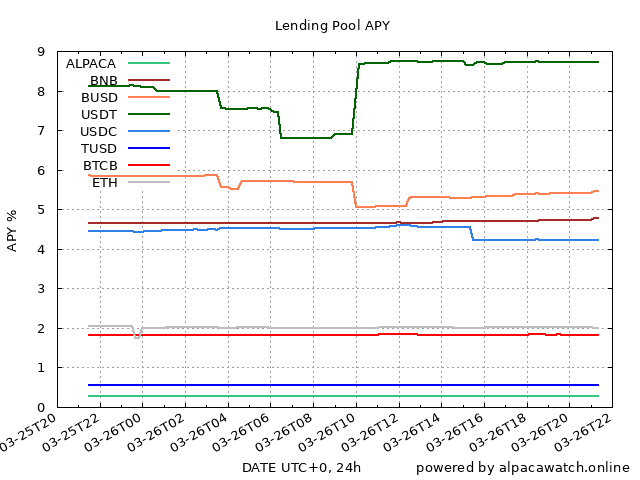 Lending Pool APY
9
8
7
6
5
4
3
2
1
0
APY %
ALPACA
BNB
BUSD
USDT
USDC
TUSD
BTCB
ETH
03-25T20
03-25T22
03-26T00
03-26T02
03-26T04
03-26T06
03-26T08
03-26T10
03-26T12
03-26T14
03-26T16
03-26T18
03-26T20
03-26T22
DATE UTC+0, 24h
powered by alpacawatch.online